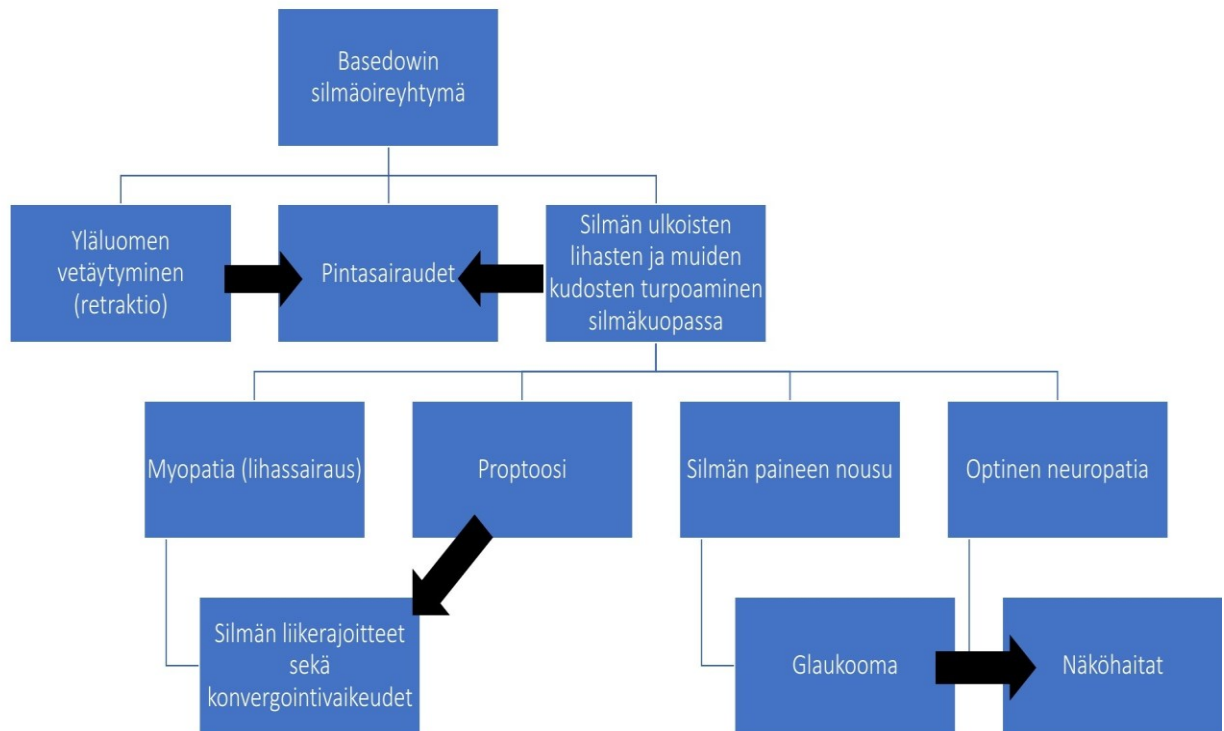 Basedowin
silmäoireyhtymä
Yläluomen
vetäytyminen
(retraktio)
Pintasairaudet
Silmän ulkoisten
lihasten ja muiden
kudosten turpoaminen
silmäkuopassa
Myopatia (lihassairaus)
Proptoosi
Silmän paineen nousu
Optinen neuropatia
Silmän liikerajoitteet
sekä
konvergointivaikeudet
Glaukooma
Näköhaitat